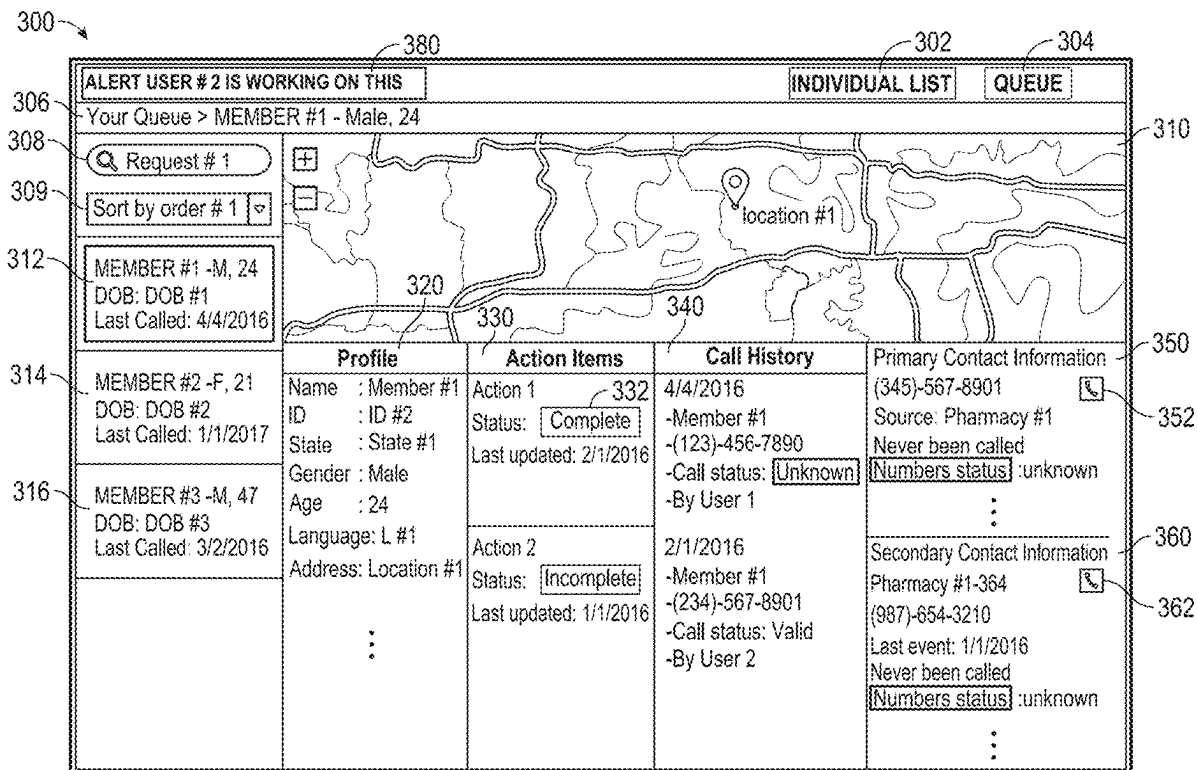 300
380
302
304
ALERT USER # 2 IS WORKING ON THIS
INDIVIDUAL LIST
QUEUE
306
Your Queue > MEMBER #1 - Male, 24
308
Request # 1
309
Sort by order # 1
310
location #1
312
MEMBER #1 -M, 24
DOB: DOB #1
Last Called: 4/4/2016
314
MEMBER #2 -F, 21
DOB: DOB #2
Last Called: 1/1/2017
316
MEMBER #3 -M, 47
DOB: DOB #3
Last Called: 3/2/2016
320
Profile
Name : Member #1
ID : ID #2
State : State #1
Gender : Male
Age : 24
Language: L #1
Address: Location #1
330
Action Items
Action 1
332
Status: Complete
Last updated: 2/1/2016
Action 2
Status: Incomplete
Last updated: 1/1/2016
340
Call History
4/4/2016
-Member #1
-(123)-456-7890
-Call status: Unknown
-By User 1
2/1/2016
-Member #1
-(234)-567-8901
-Call status: Valid
-By User 2
350
Primary Contact Information
(345)-567-8901
352
Source: Pharmacy #1
Never been called
Numbers status :unknown
360
Secondary Contact Information
Pharmacy #1-364
362
(987)-654-3210
Last event: 1/1/2016
Never been called
Numbers status :unknown